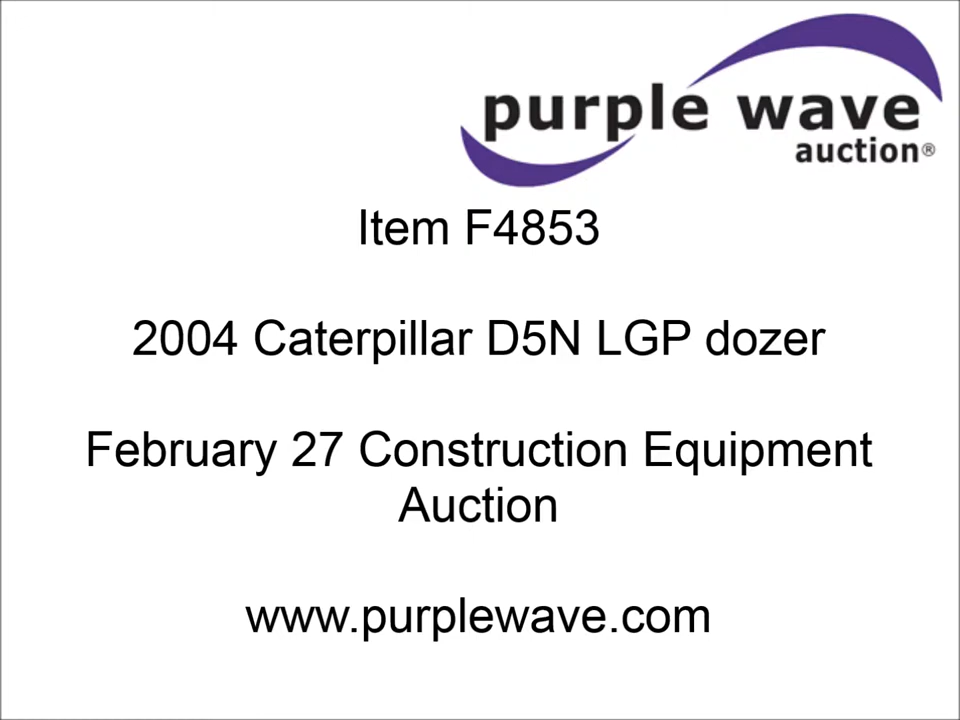 purple wave
auction®
Item F4853
2004 Caterpillar D5N LGP dozer
February 27 Construction Equipment
Auction
www.purplewave.com